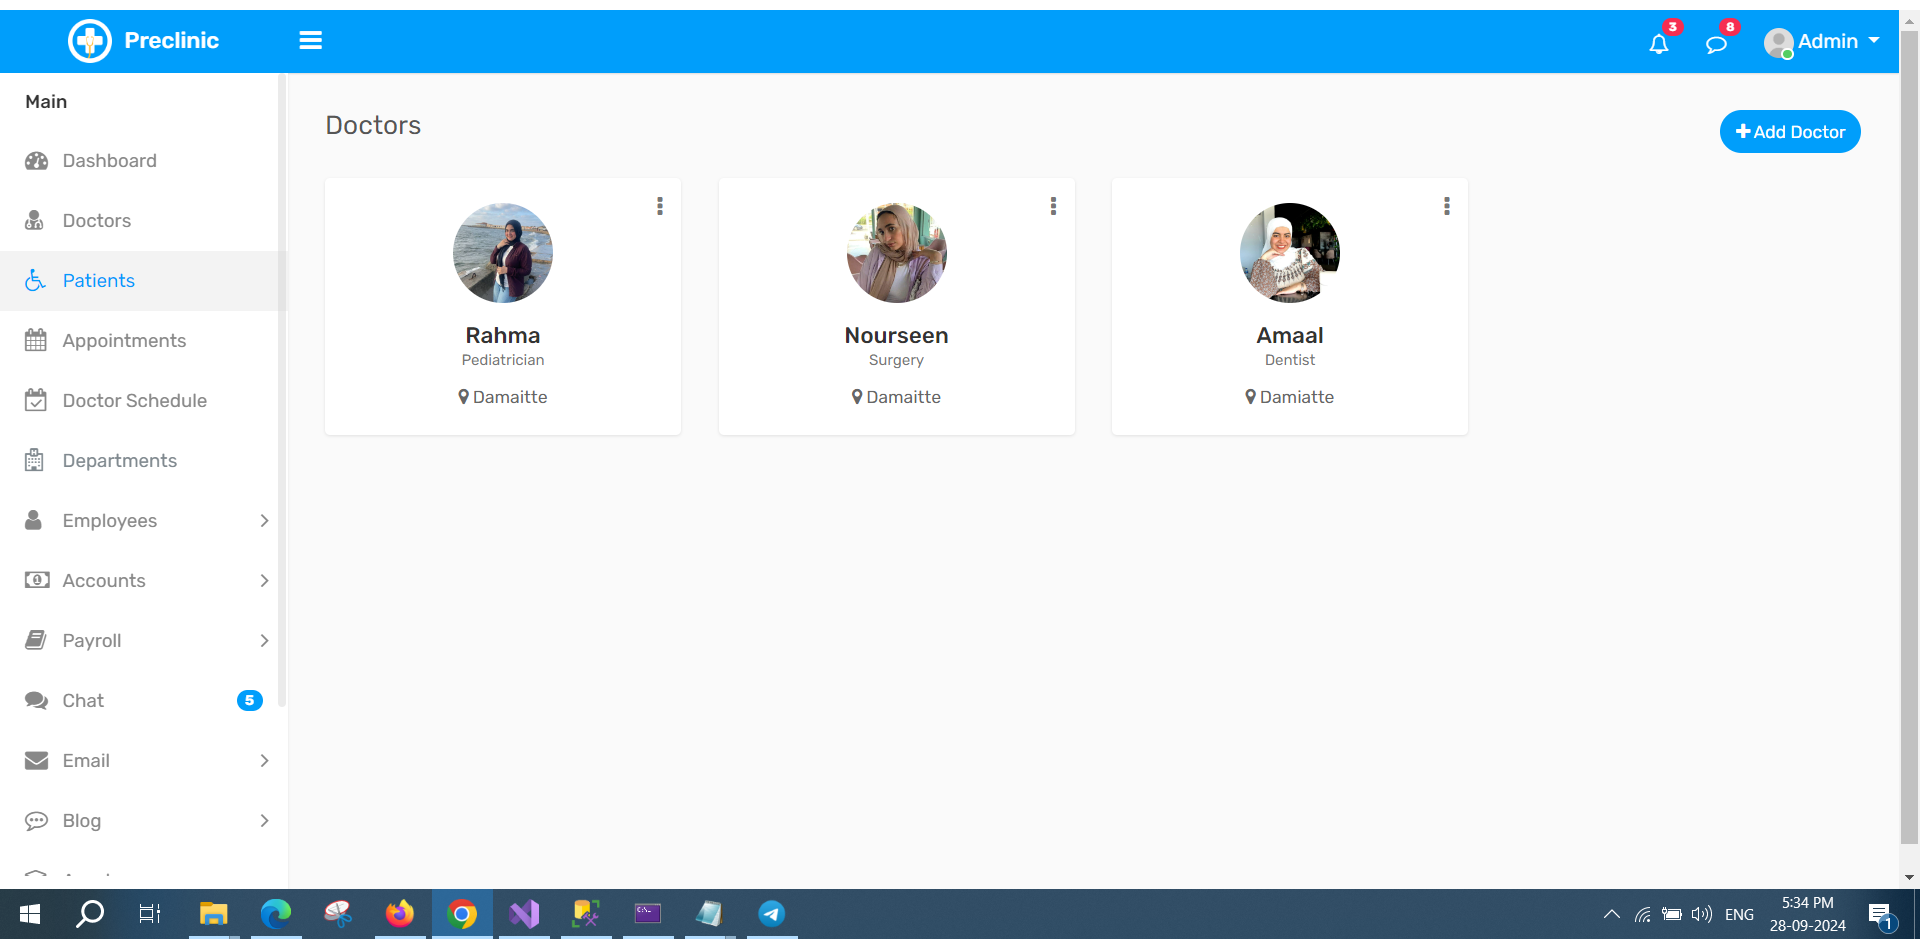 Preclinic
3
8
Admin
Main
Dashboard
Doctors
Patients
Appointments
Doctor Schedule
Departments
Employees
Accounts
Payroll
Chat
5
Email
Blog
Doctors
Add Doctor
Rahma
Pediatrician
Damaitte
Nourseen
Surgery
Damaitte
Amaal
Dentist
Damiatte
ENG
5:34 PM
28-09-2024
1